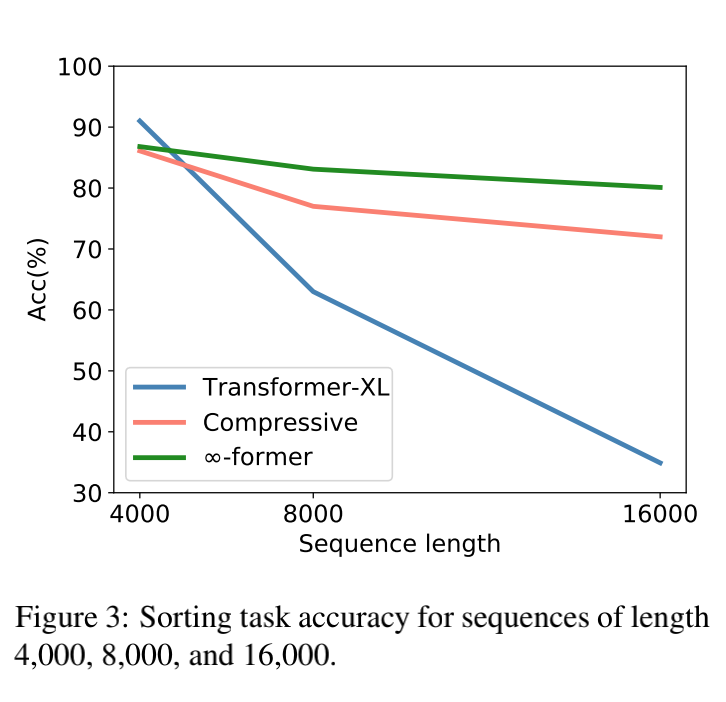 100
90
80
70
60
50
40
30
Acc(%)
Transformer-XL
Compressive
∞-former
4000 8000 16000
Sequence length
Figure 3: Sorting task accuracy for sequences of length
4,000, 8,000, and 16,000.